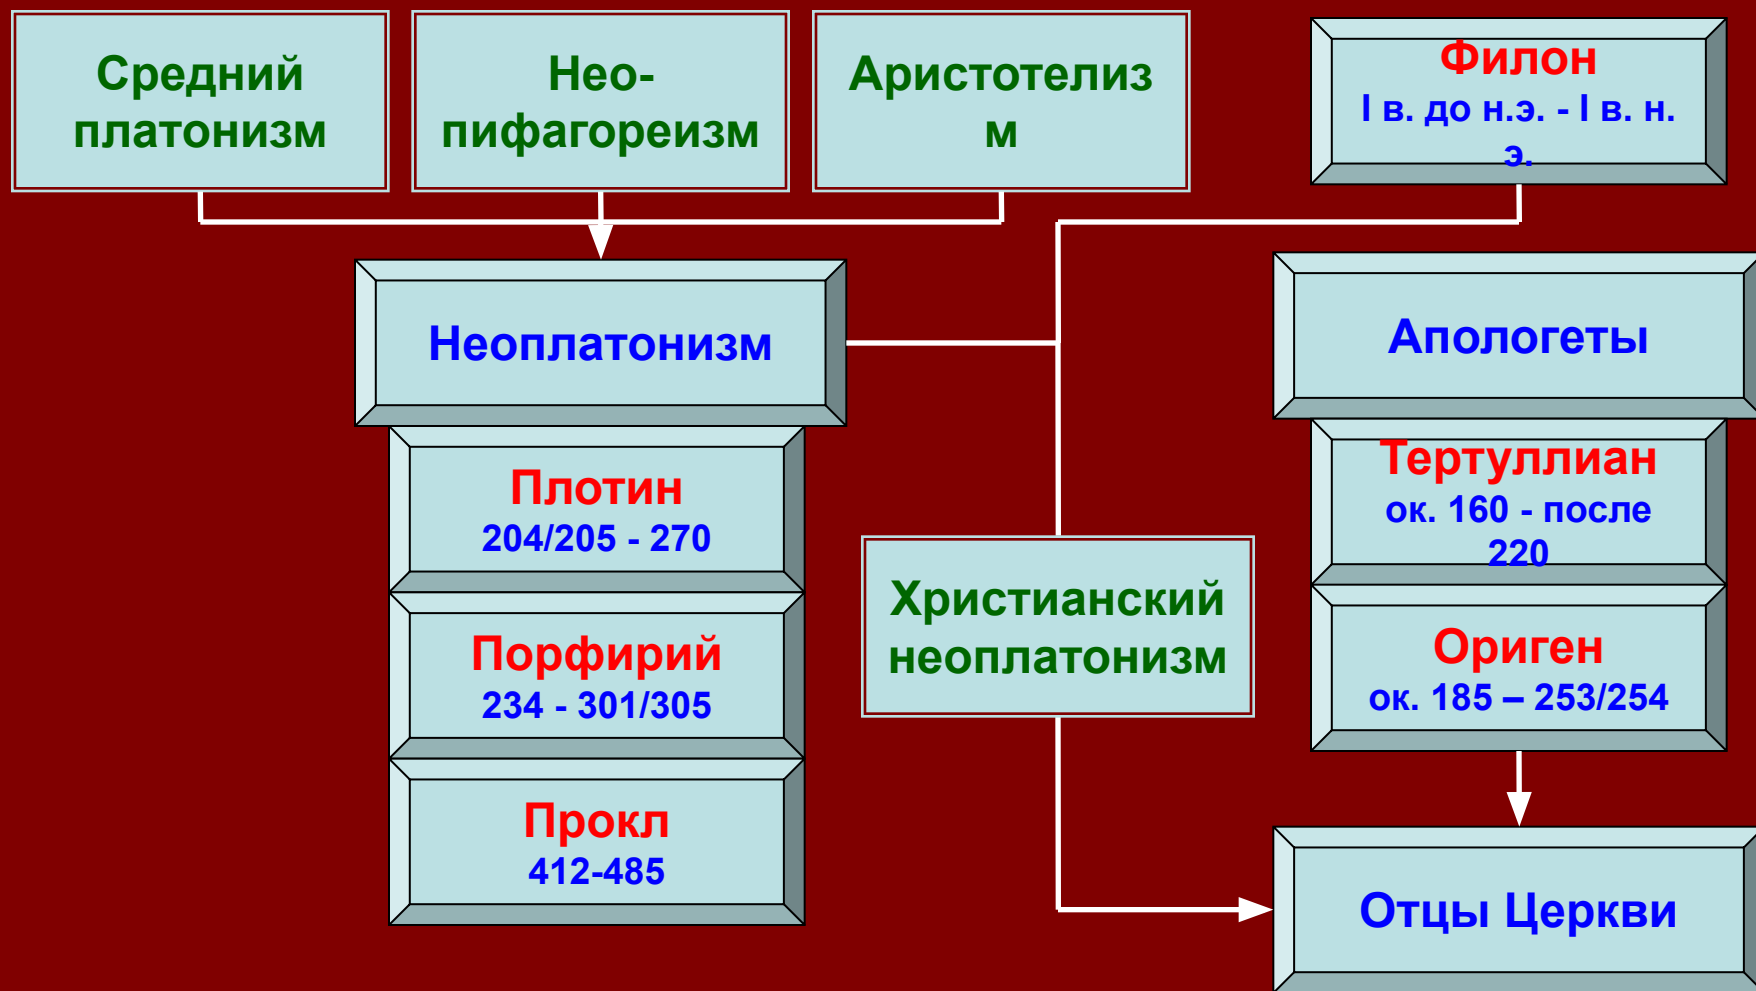 Средний
платонизм
Нео-
пифагореизм
Аристотелиз
м
Филон
I в. до н.э. - I в. н.
э.
Неоплатонизм
Апологеты
Плотин
204/205 - 270
Тертуллиан
ок. 160 - после
220
Христианский
неоплатонизм
Порфирий
234 - 301/305
Ориген
ок. 185 – 253/254
Прокл
412-485
Отцы Церкви